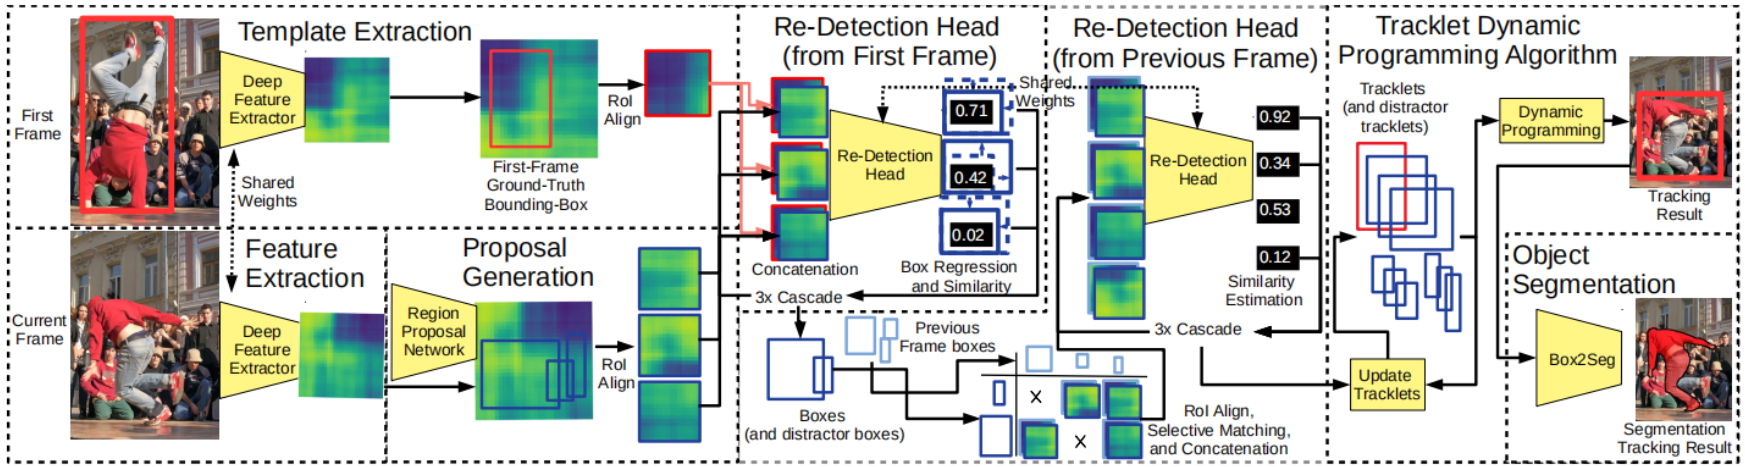 Template Extraction
First
Frame
Deep
Feature
Extractor
RoI
Align
First-Frame
Ground-Truth
Bounding-Box
Shared
Weights
Feature
Extraction
Current
Frame
Deep
Feature
Extractor
Proposal
Generation
Region
Proposal
Network
RoI
Align
Re-Detection Head
(from First Frame)
Shared
Weights
Re-Detection
Head
0.71
0.42
0.02
Concatenation
Box Regression
and Similarity
3x Cascade
Previous
Frame boxes
Boxes
(and distractor boxes)
x
x
RoI Align,
Selective Matching,
and Concatenation
Re-Detection Head
(from Previous Frame)
Re-Detection
Head
0.92
0.34
0.53
0.12
Similarity
Estimation
3x Cascade
Tracklet Dynamic
Programming Algorithm
Tracklets
(and distractor
tracklets)
Dynamic
Programming
Tracking
Result
Update
Tracklets
Object
Segmentation
Box2Seg
Segmentation
Tracking Result